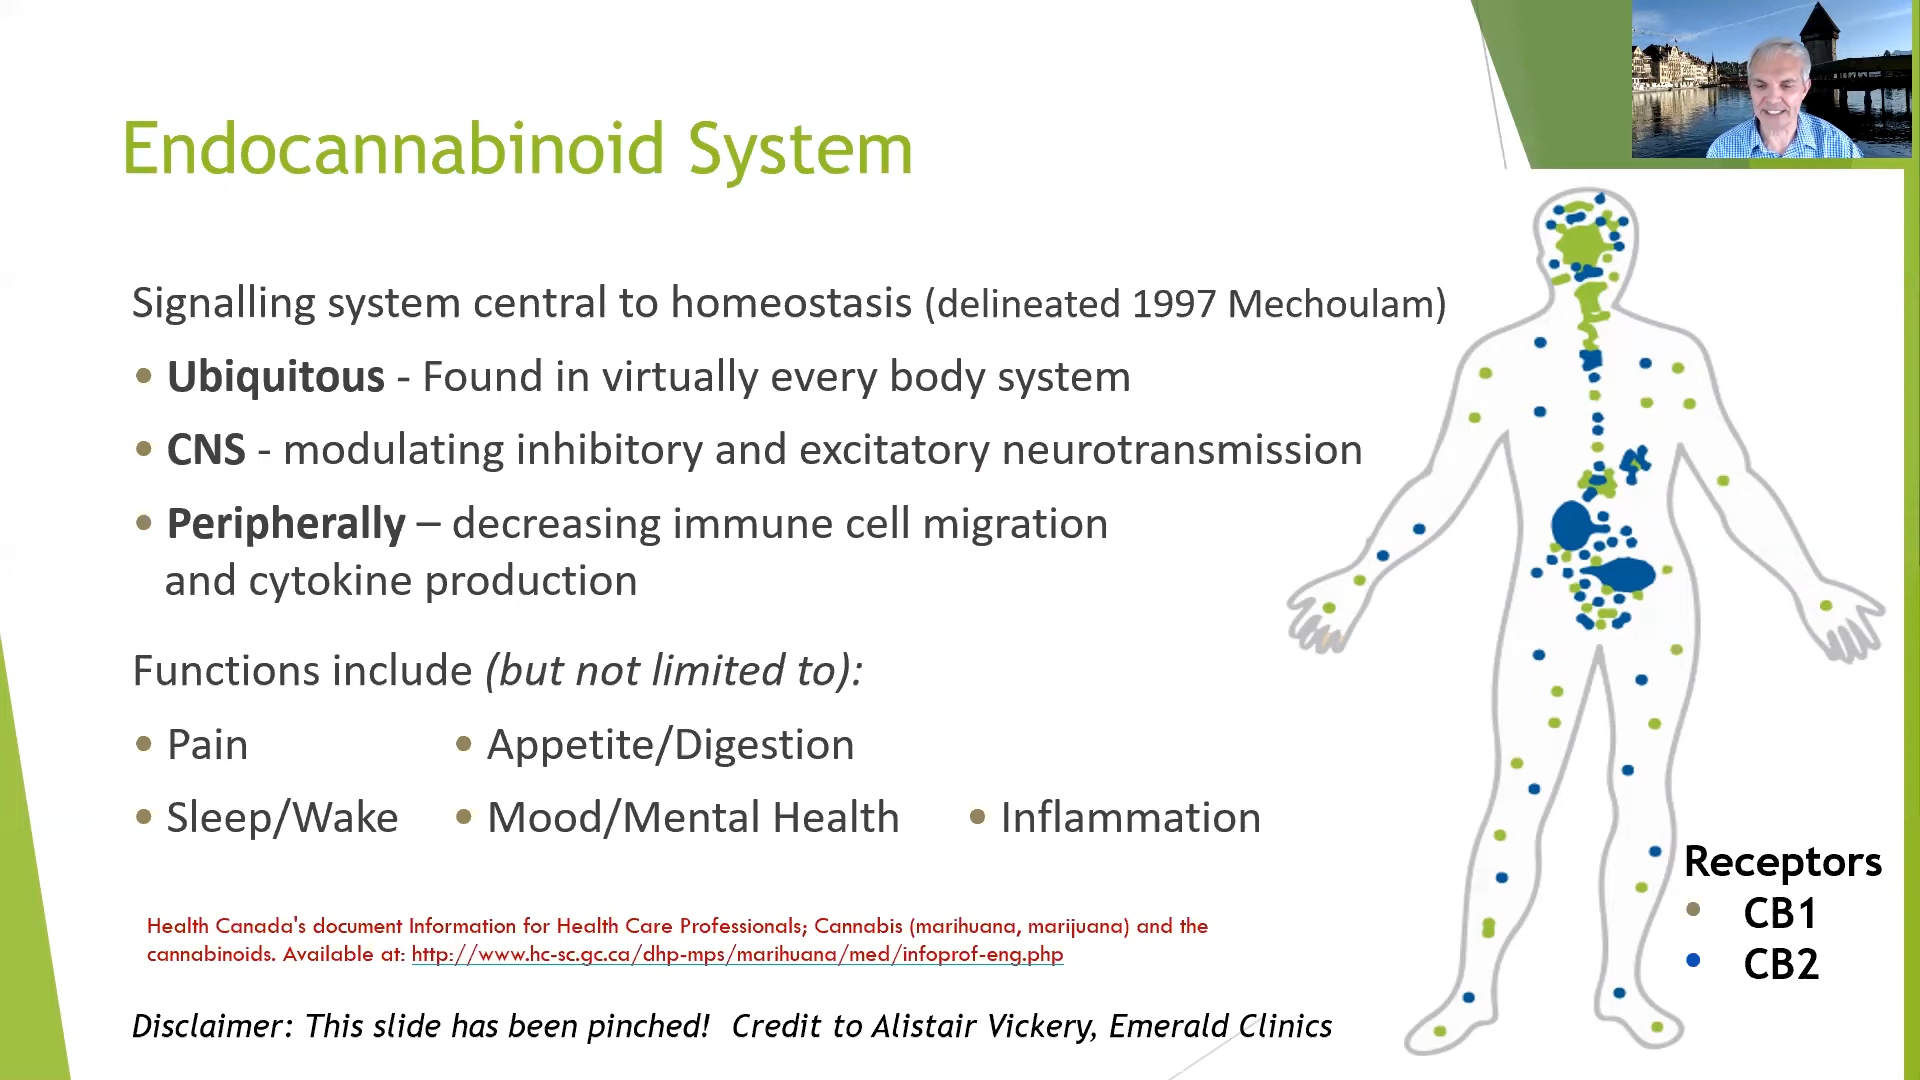 Endocannabinoid System
Signalling system central to homeostasis (delineated 1997 Mechoulam)
• Ubiquitous - Found in virtually every body system
• CNS - modulating inhibitory and excitatory neurotransmission
• Peripherally – decreasing immune cell migration
and cytokine production
Functions include (but not limited to):
• Pain • Appetite/Digestion
• Sleep/Wake • Mood/Mental Health • Inflammation
Receptors
• CB1
• CB2
Health Canada's document Information for Health Care Professionals; Cannabis (marihuana, marijuana) and the
cannabinoids. Available at: http://www.hc-sc.gc.ca/dhp-mps/marihuana/med/infoprof-eng.php
Disclaimer: This slide has been pinched! Credit to Alistair Vickery, Emerald Clinics